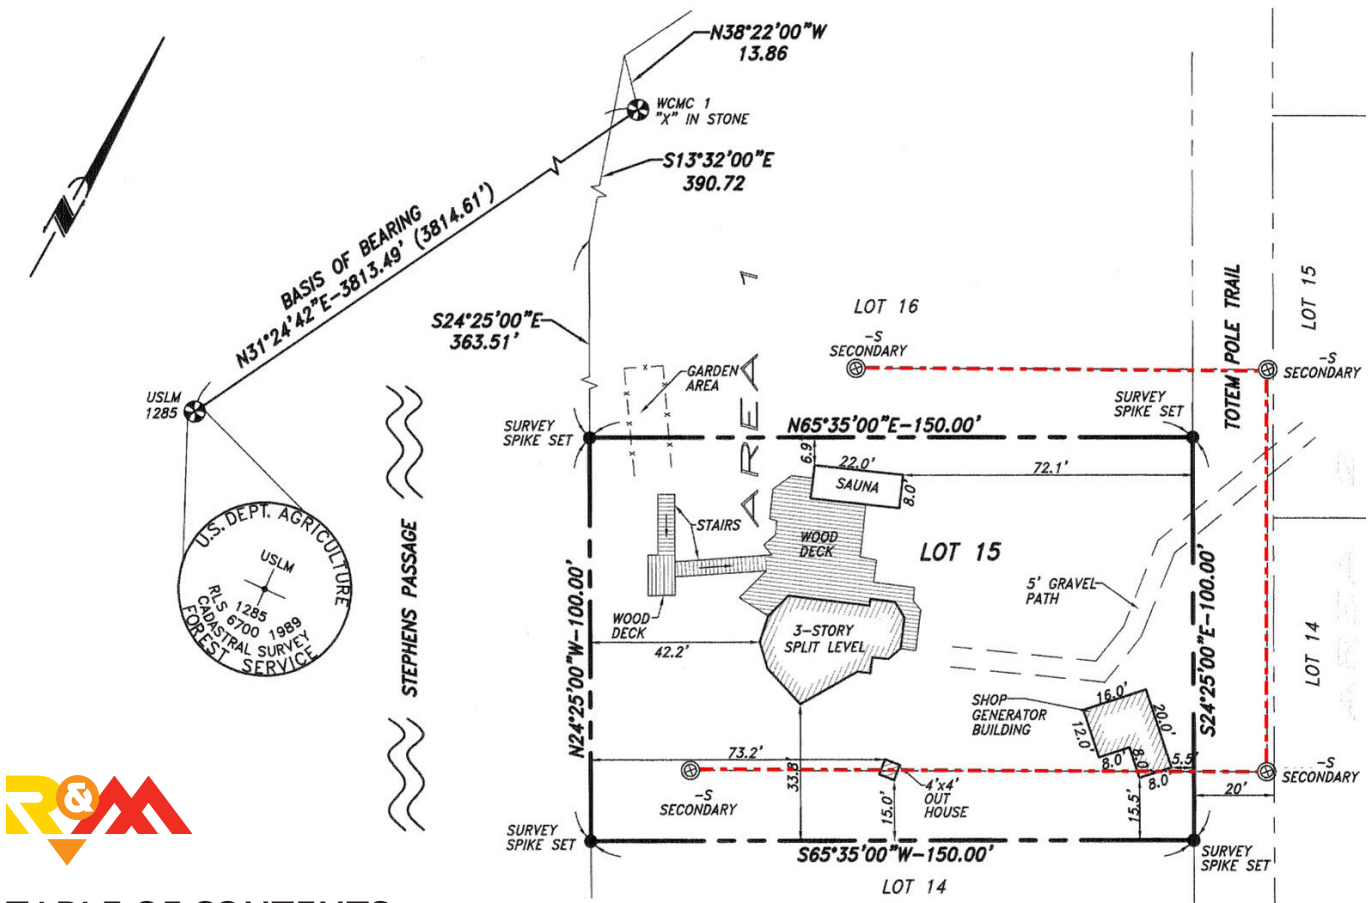 N38°22'00"W
13.86
WCMC 1
"X" IN STONE
S13°32'00"E
390.72
N
BASIS OF BEARING
N31°24'42"E-3813.49' (3814.61')
S24°25'00"E
363.51'
AREA 7
LOT 16
-S
SECONDARY
TOTEM POLE TRAIL
LOT 15
-S
SECONDARY
USLM
1285
GARDEN
AREA
SURVEY
SPIKE SET
SURVEY
SPIKE SET
N65°35'00"E-150.00'
6.9'
22.0'
72.1'
SAUNA
8.0'
STAIRS
WOOD
DECK
LOT 15
U.S. DEPT. AGRICULTURE
USLM
1285
RLS 6700 1989
CADASTRAL SURVEY
FOREST SERVICE
STEPHENS PASSAGE
N24°25'00"W-100.00'
WOOD
DECK
42.2'
3-STORY
SPLIT LEVEL
5' GRAVEL
PATH
S24°25'00"E-100.00'
LOT 14
SHOP
GENERATOR
BUILDING
16.0'
20.0'
12.0'
8.0'
8.0'
8.0
5.5'
73.2'
33.8'
-S
SECONDARY
4'x4'
OUT
HOUSE
15.0'
15.5'
20'
-S
SECONDARY
R&M
SURVEY
SPIKE SET
S65°35'00"W-150.00'
SURVEY
SPIKE SET
LOT 14